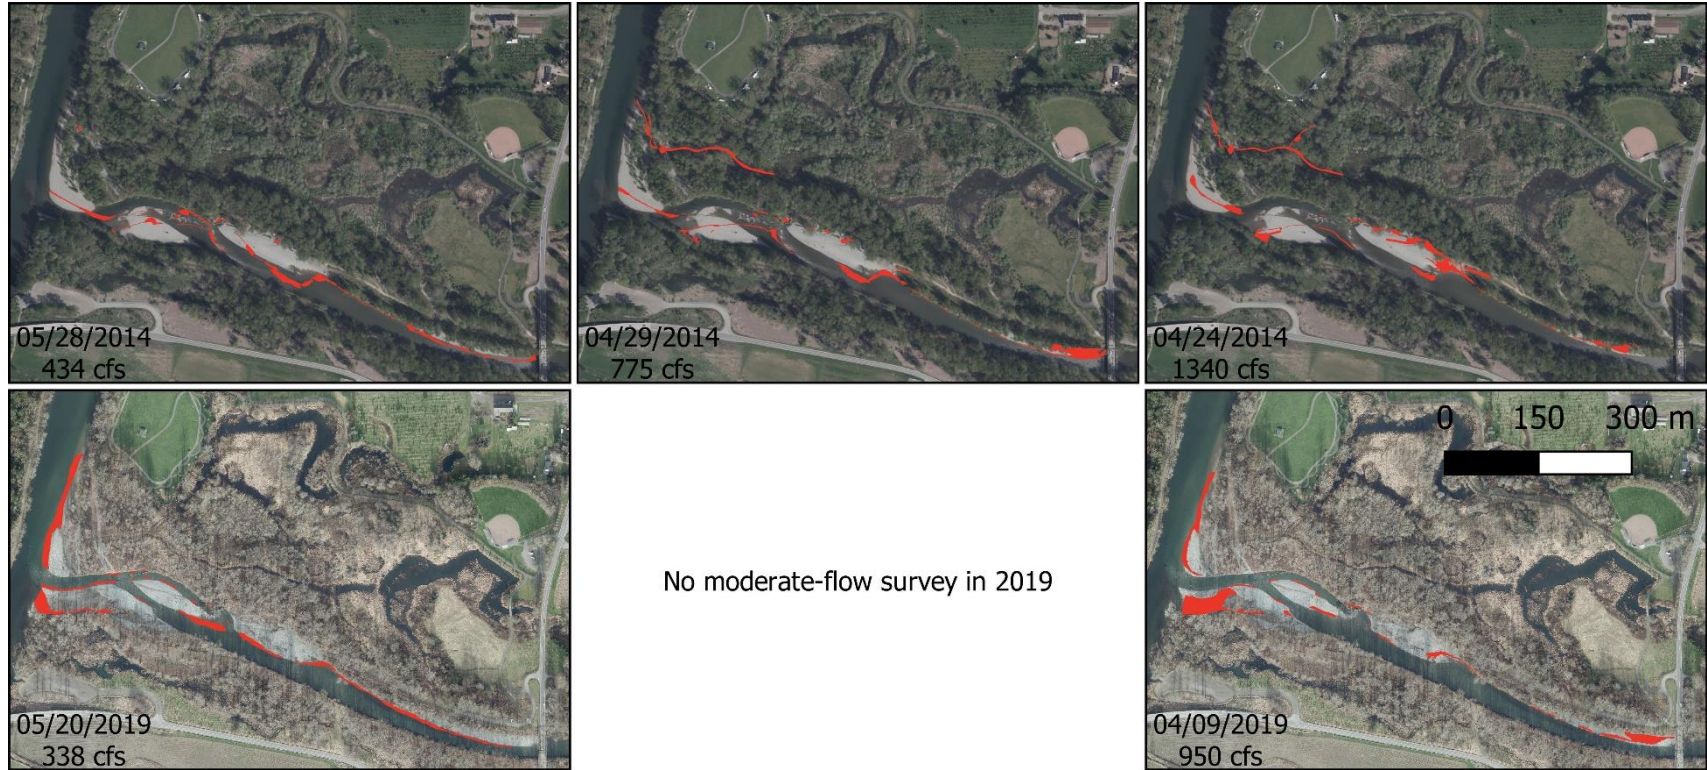 05/28/2014
434 cfs
04/29/2014
775 cfs
04/24/2014
1340 cfs
05/20/2019
338 cfs
No moderate-flow survey in 2019
0 150 300 m
04/09/2019
950 cfs